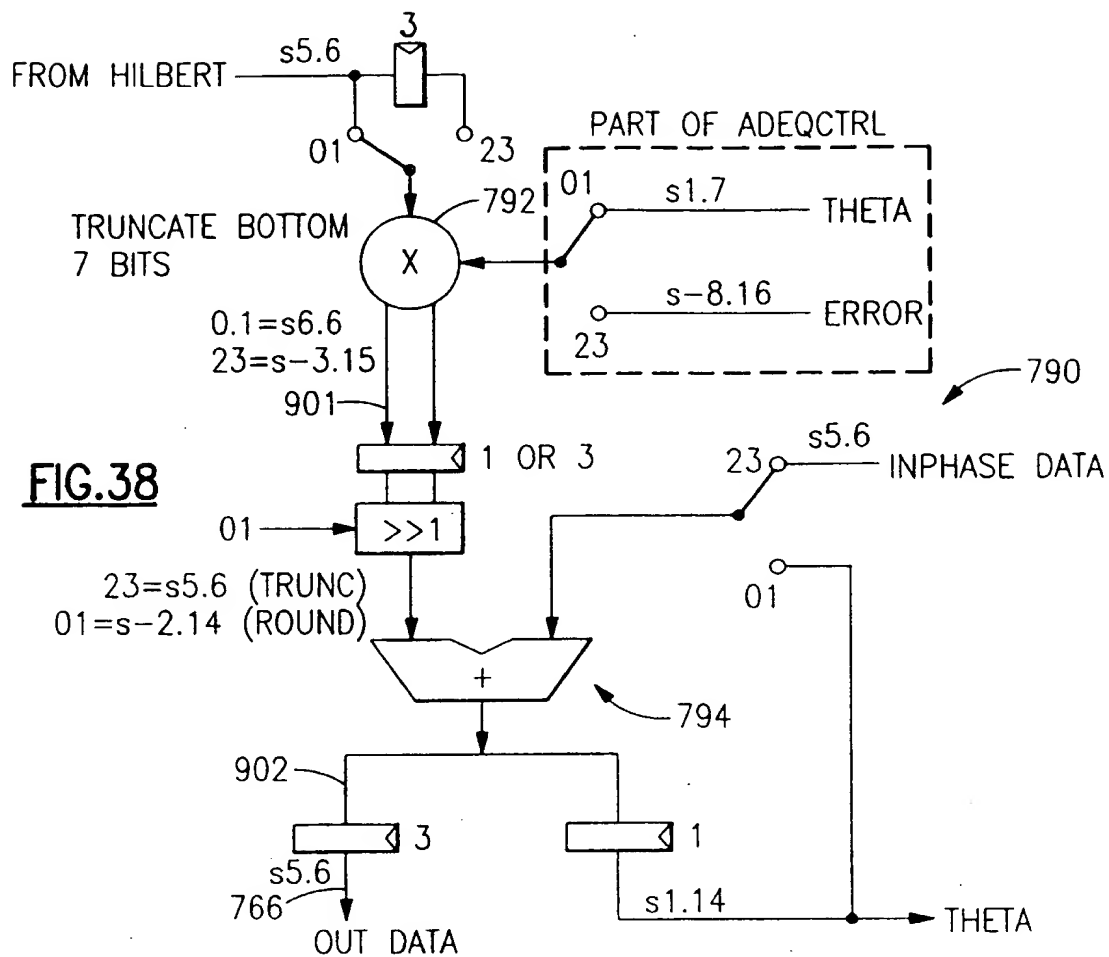 3
s5.6
FROM HILBERT
01
23
PART OF ADEQCTRL
792
01
s1.7
THETA
TRUNCATE BOTTOM
7 BITS
X
s-8.16
ERROR
23
0.1=s6.6
23=s-3.15
901
790
s5.6
23
INPHASE DATA
1 OR 3
FIG.38
01
>>1
01
23=s5.6 (TRUNC)
01=s-2.14 (ROUND)
+
794
902
3
1
s5.6
766
s1.14
THETA
OUT DATA